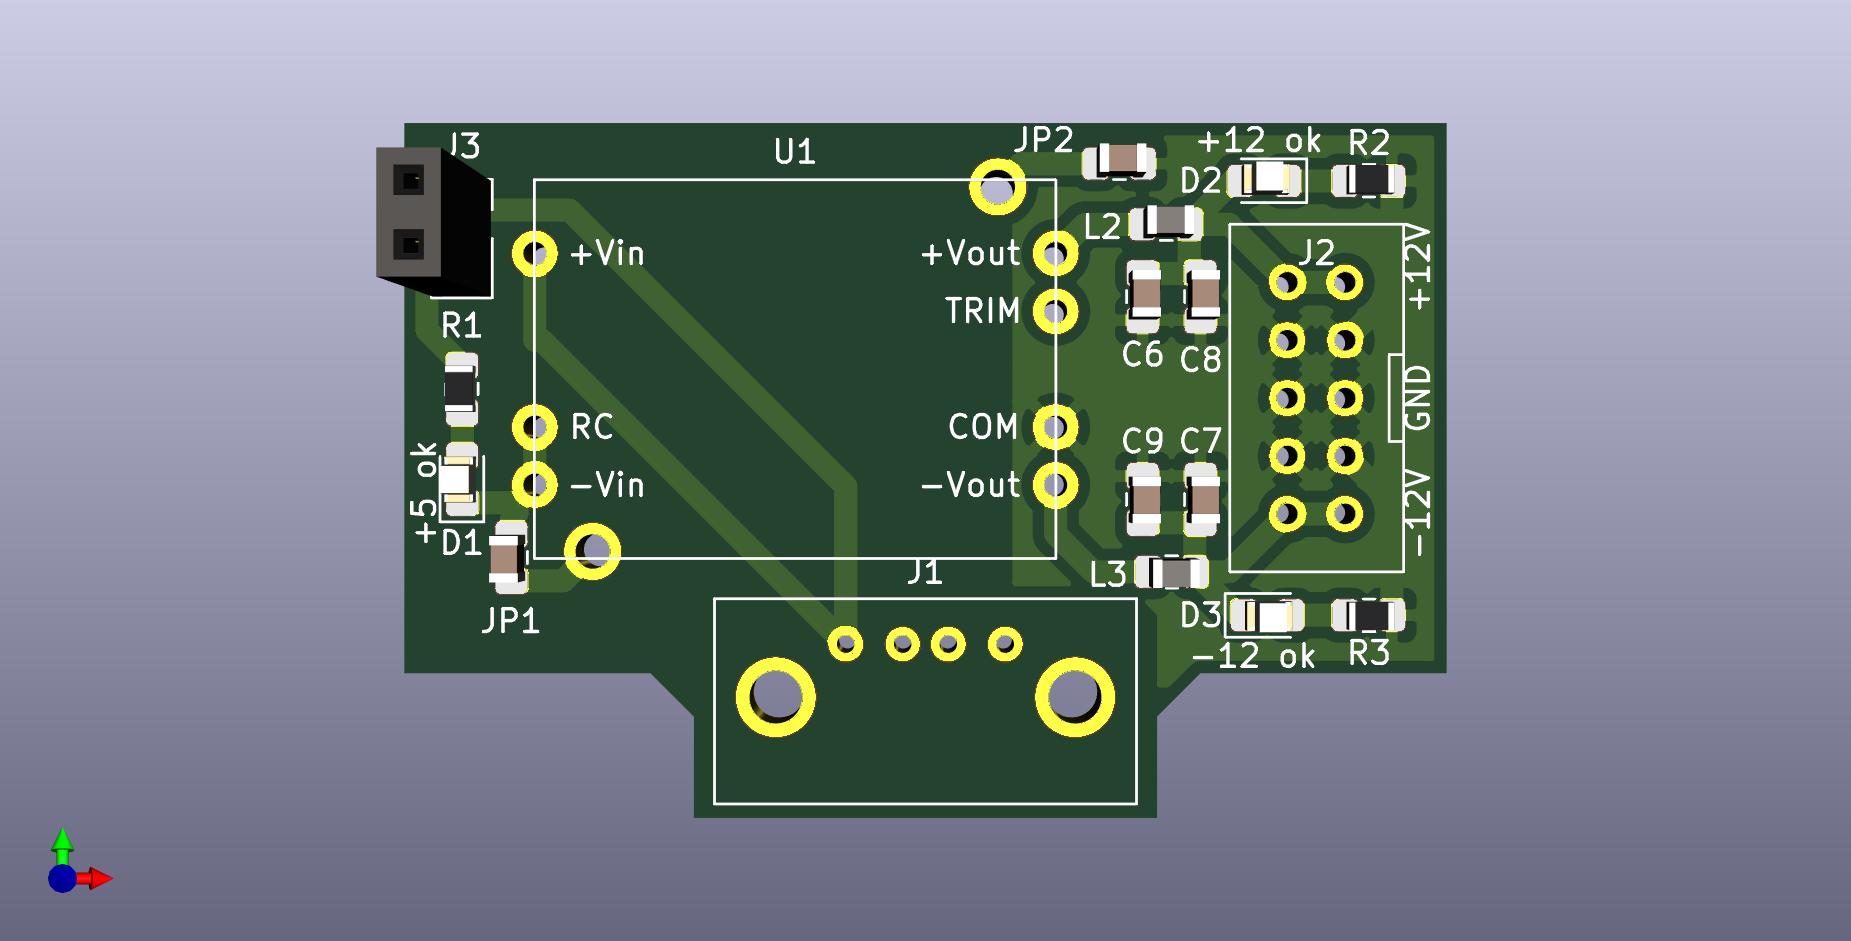 J3
U1
JP2
+12 ok
R2
D2
L2
+Vin
+Vout
J2
+12V
TRIM
R1
C6
C8
GND
RC
COM
C9
C7
+5 ok
-Vin
-Vout
-12V
D1
J1
L3
JP1
D3
-12 ok
R3